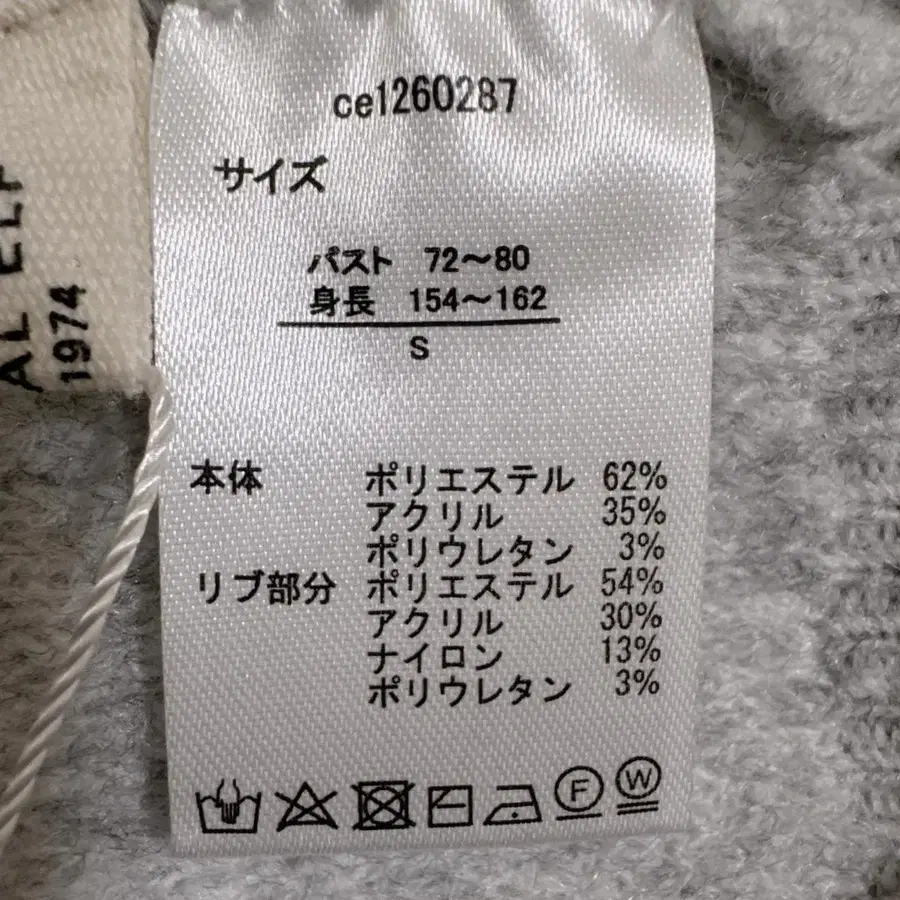 ce1260287
サイズ
バスト 72～80
身長 154～162
S
本体 ポリエステル 62%
アクリル 35%
ポリウレタン 3%
リブ部分 ポリエステル 54%
アクリル 30%
ナイロン 13%
ポリウレタン 3%
F
W
AL ELF
1974